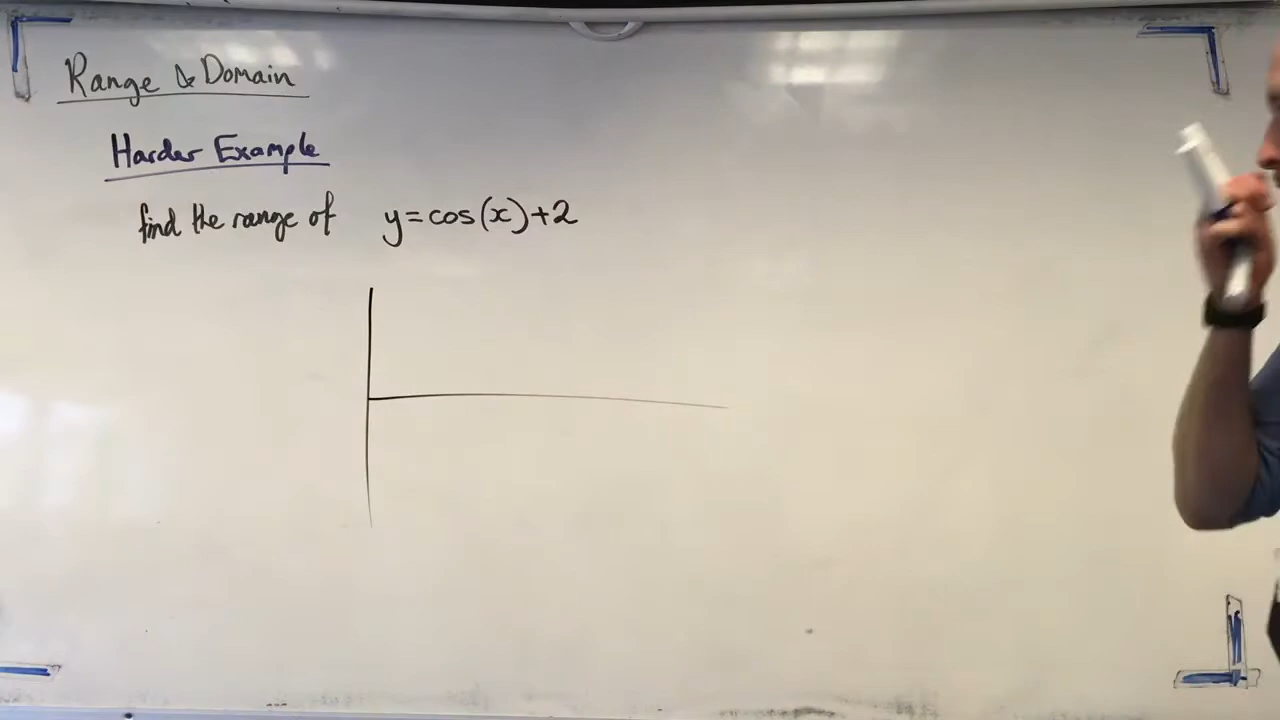 Range & Domain
Harder Example
find the range of y=cos(x)+2